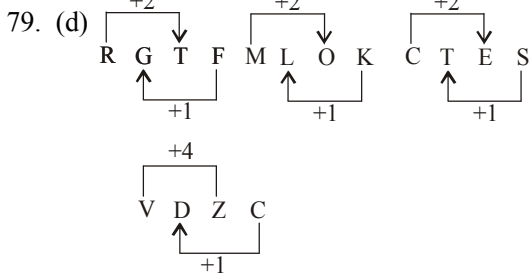 +2 +2 +2
79. (d)
R G T F M L O K C T E S
+1 +1 +1
+4
V D Z C
+1